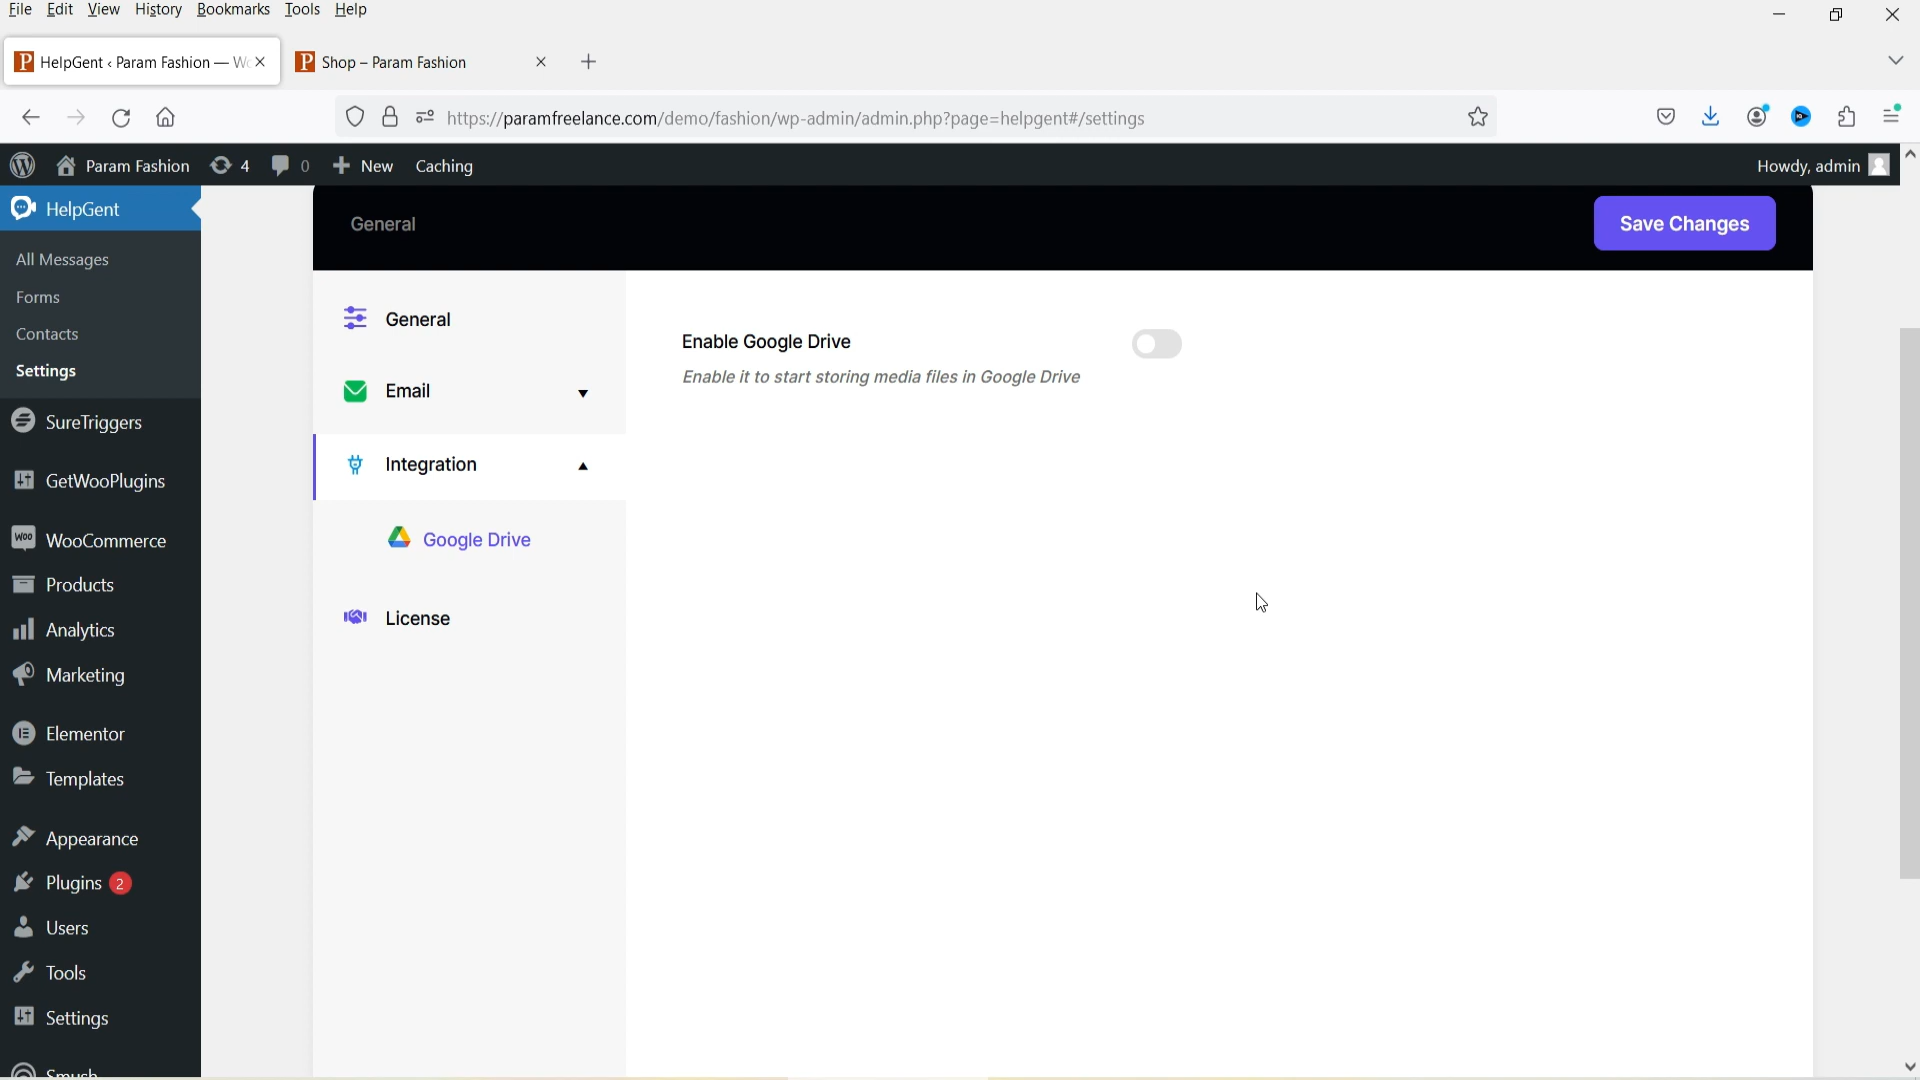 File Edit View History Bookmarks Tools Help
HelpGent ‹ Param Fashion — Wo
Shop – Param Fashion
https://paramfreelance.com/demo/fashion/wp-admin/admin.php?page=helpgent#/settings
Param Fashion 4 0 New Caching Howdy, admin
HelpGent
All Messages
Forms
Contacts
Settings
SureTriggers
GetWooPlugins
Woo WooCommerce
Products
Analytics
Marketing
Elementor
Templates
Appearance
Plugins 2
Users
Tools
Settings
Smush
General
Save Changes
General
Email
Integration
Google Drive
License
Enable Google Drive
Enable it to start storing media files in Google Drive